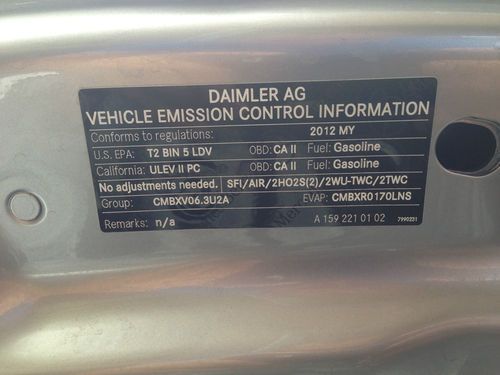 DAIMLER AG
VEHICLE EMISSION CONTROL INFORMATION
Conforms to regulations: 2012 MY
U.S. EPA: T2 BIN 5 LDV OBD: CA II Fuel: Gasoline
California: ULEV II PC OBD: CA II Fuel: Gasoline
No adjustments needed. SFI/AIR/2HO2S(2)/2WU-TWC/2TWC
Group: CMBXV06.3U2A EVAP: CMBXR0170LNS
Remarks: n/a A 159 221 01 02 7990231